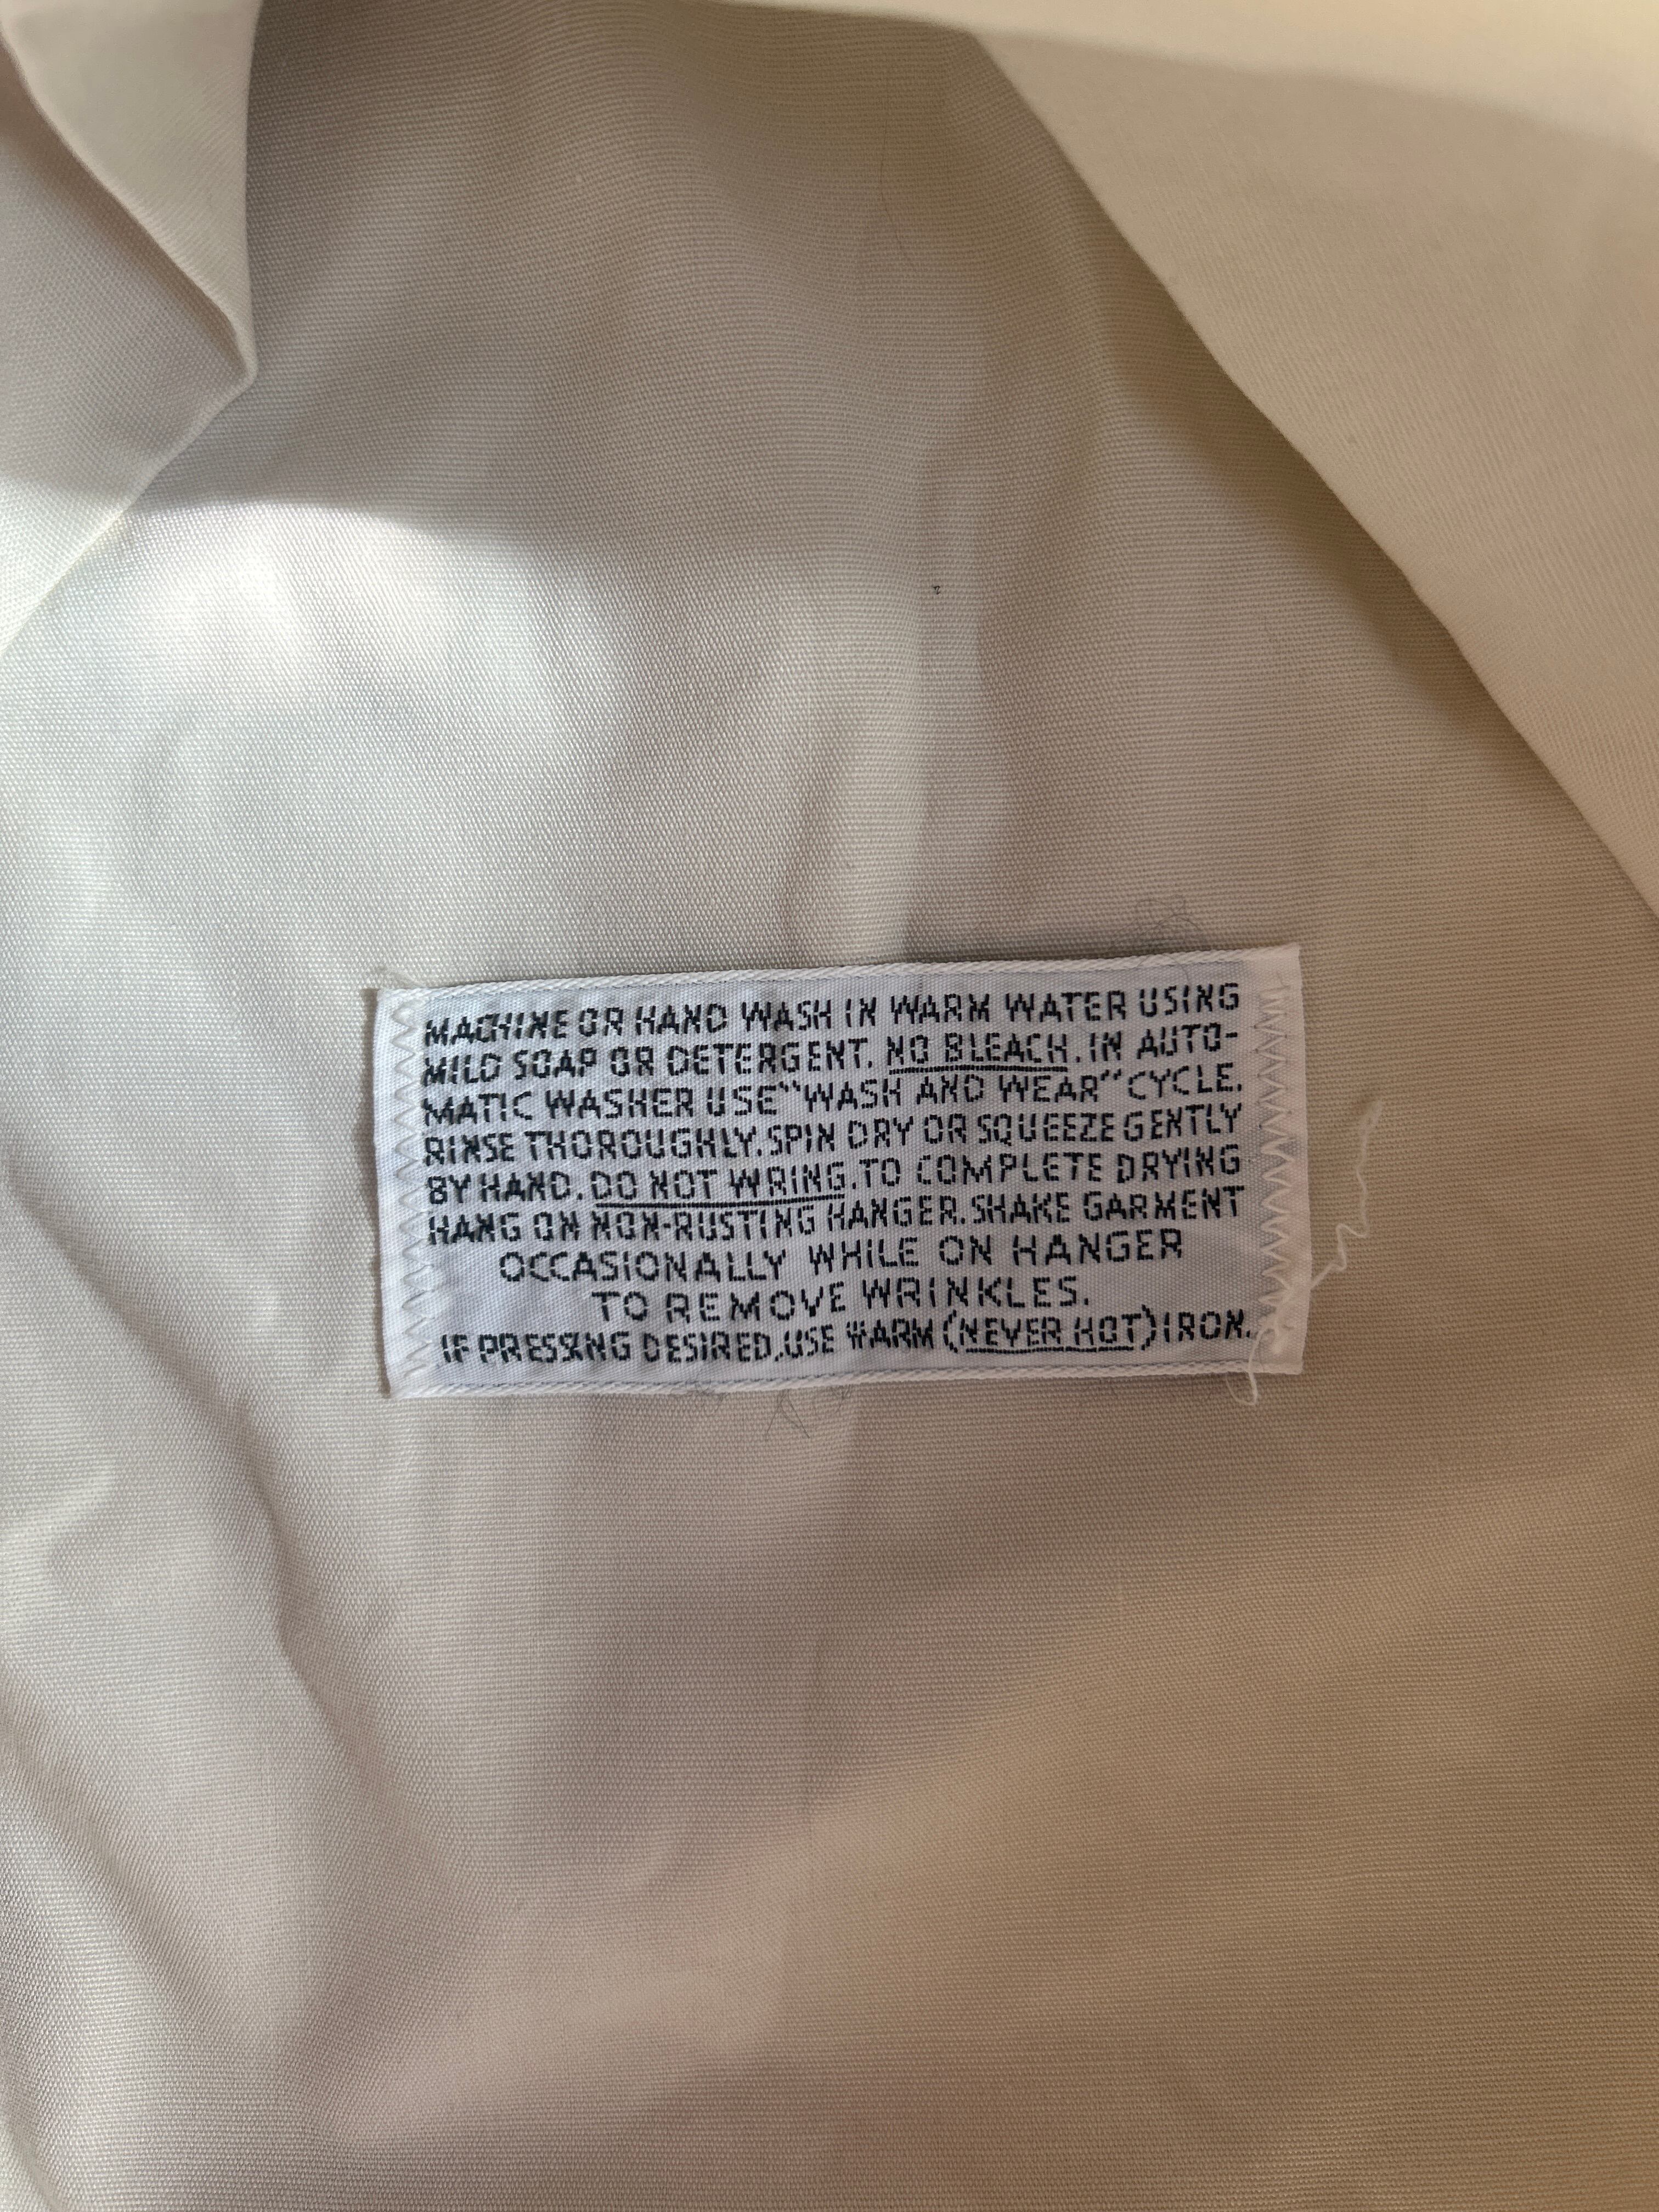 MACHINE OR HAND WASH IN WARM WATER USING
MILD SOAP OR DETERGENT. NO BLEACH. IN AUTO-
MATIC WASHER USE "WASH AND WEAR" CYCLE.
RINSE THOROUGHLY. SPIN DRY OR SQUEEZE GENTLY
BY HAND. DO NOT WRING. TO COMPLETE DRYING
HANG ON NON-RUSTING HANGER. SHAKE GARMENT
OCCASIONALLY WHILE ON HANGER
TO REMOVE WRINKLES.
IF PRESSING DESIRED, USE WARM (NEVER HOT) IRON.